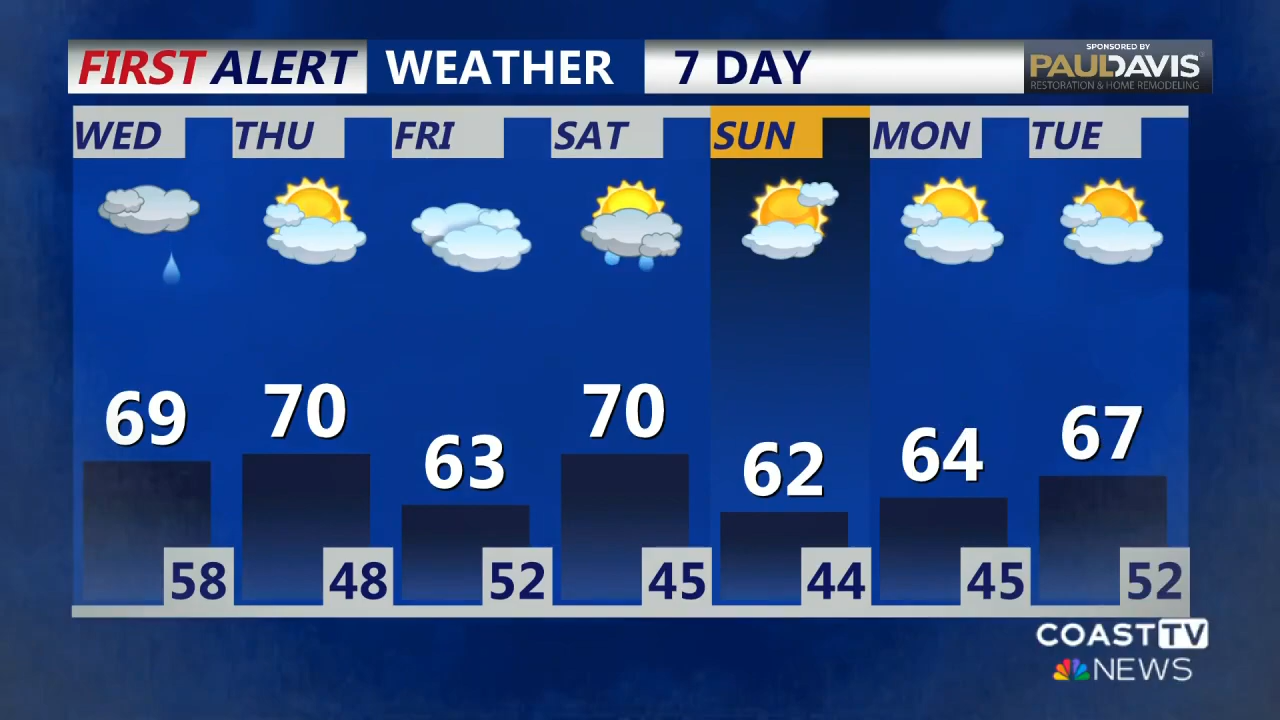 FIRST ALERT WEATHER 7 DAY
SPONSORED BY
PAUL DAVIS
RESTORATION & HOME REMODELING
WED THU FRI SAT SUN MON TUE
69 70 63 70 62 64 67
58 48 52 45 44 45 52
COAST TV
NEWS